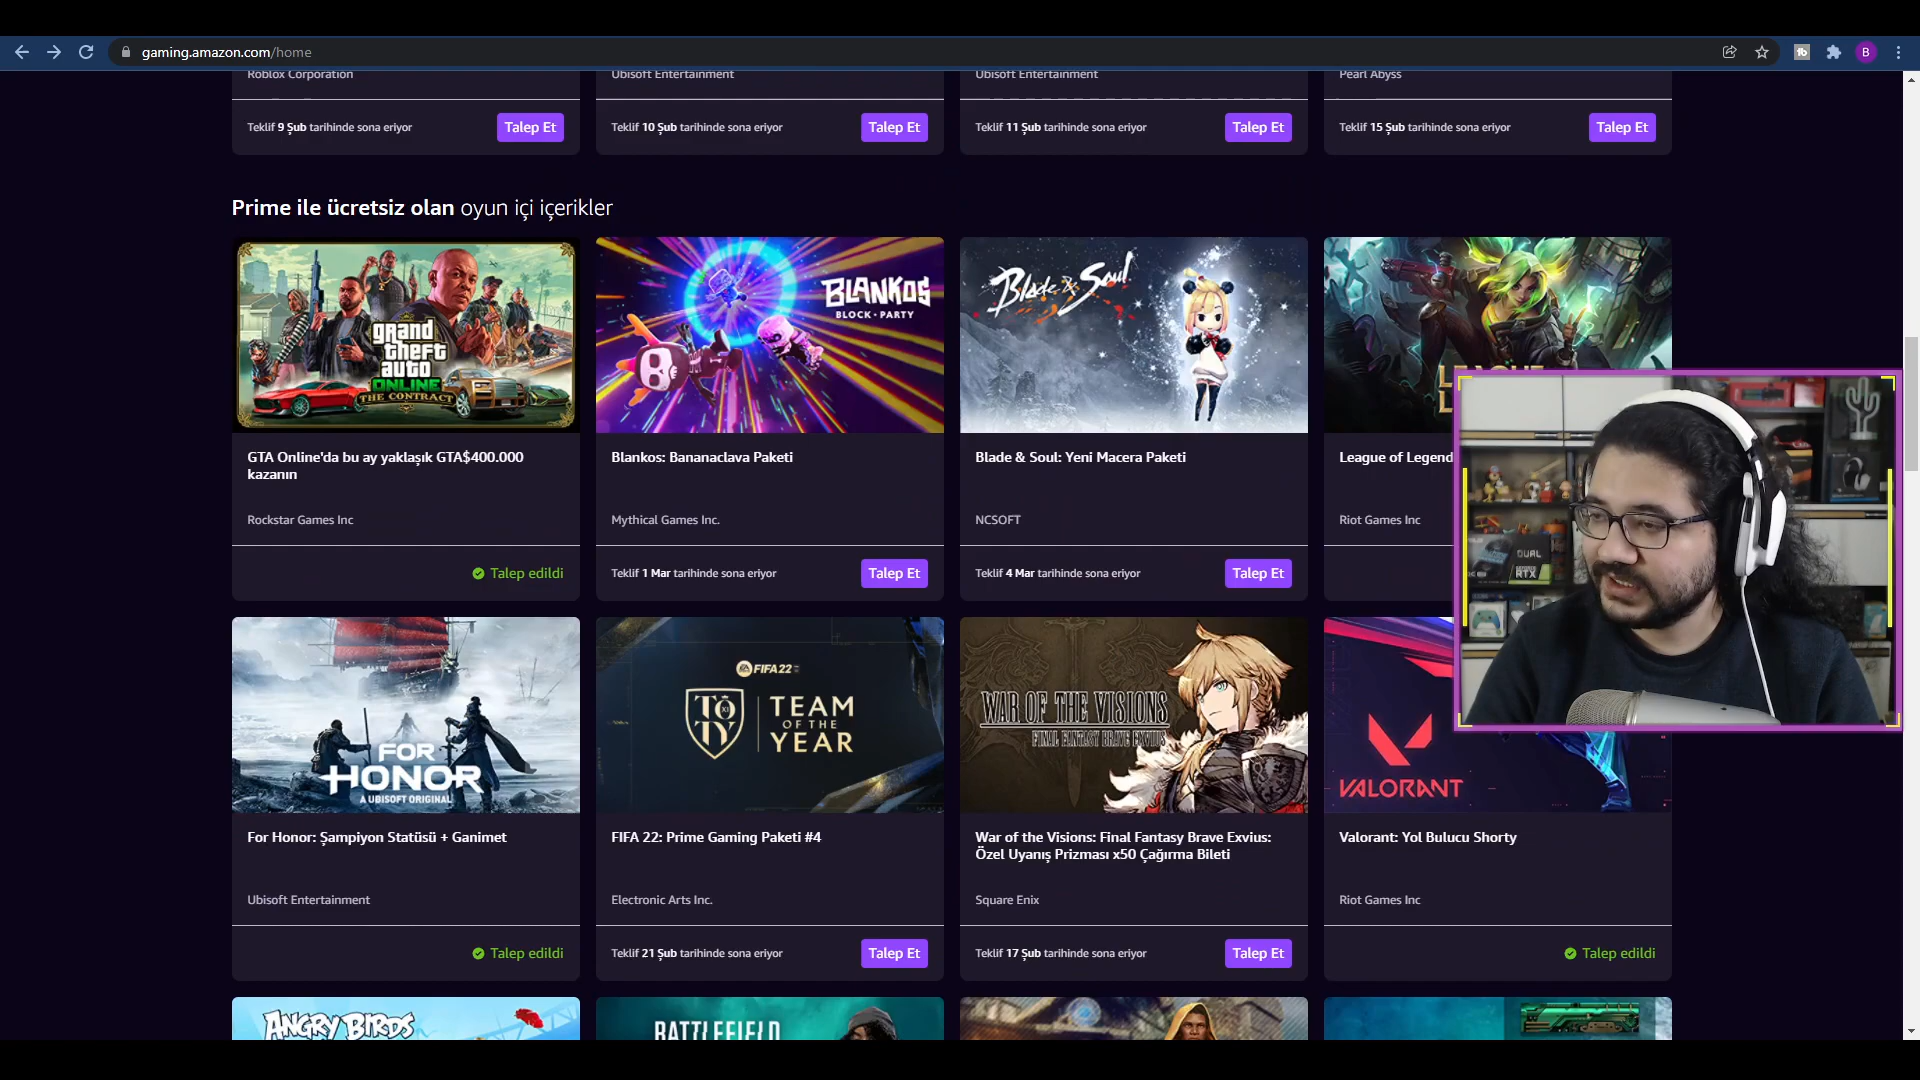 gaming.amazon.com/home
B
Roblox Corporation
Ubisoft Entertainment
Ubisoft Entertainment
Pearl Abyss
Teklif 9 Şub tarihinde sona eriyor
Talep Et
Teklif 10 Şub tarihinde sona eriyor
Talep Et
Teklif 11 Şub tarihinde sona eriyor
Talep Et
Teklif 15 Şub tarihinde sona eriyor
Talep Et
Prime ile ücretsiz olan oyun içi içerikler
grand
theft
auto
ONLINE
THE CONTRACT
BLANKOS
BLOCK • PARTY
Blade & Soul
GTA Online'da bu ay yaklaşık GTA$400.000
kazanın
Rockstar Games Inc
Talep edildi
Blankos: Bananaclava Paketi
Mythical Games Inc.
Teklif 1 Mar tarihinde sona eriyor
Talep Et
Blade & Soul: Yeni Macera Paketi
NCSOFT
Teklif 4 Mar tarihinde sona eriyor
Talep Et
League of Legend
Riot Games Inc
DUAL
RTX
FOR
HONOR
A UBISOFT ORIGINAL
EA FIFA 22
TEAM
OF THE
YEAR
WAR OF THE VISIONS
FINAL FANTASY BRAVE EXVIUS
VALORANT
For Honor: Şampiyon Statüsü + Ganimet
Ubisoft Entertainment
Talep edildi
FIFA 22: Prime Gaming Paketi #4
Electronic Arts Inc.
Teklif 21 Şub tarihinde sona eriyor
Talep Et
War of the Visions: Final Fantasy Brave Exvius:
Özel Uyanış Prizması x50 Çağırma Bileti
Square Enix
Teklif 17 Şub tarihinde sona eriyor
Talep Et
Valorant: Yol Bulucu Shorty
Riot Games Inc
Talep edildi
ANGRY BIRDS
BATTLEFIELD